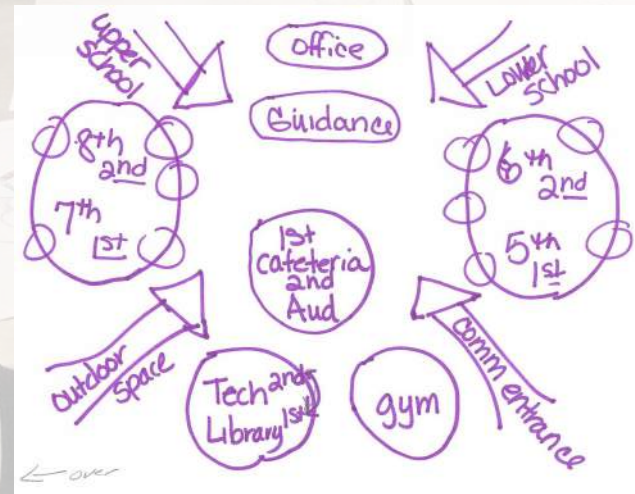 upper
school
office
Lower
school
Guidance
8th
2nd
7th
1st
6th
2nd
5th
1st
1st
cafeteria
2nd
Aud
outdoor
space
comm entrance
Tech 2nd
Library 1st
gym
← over